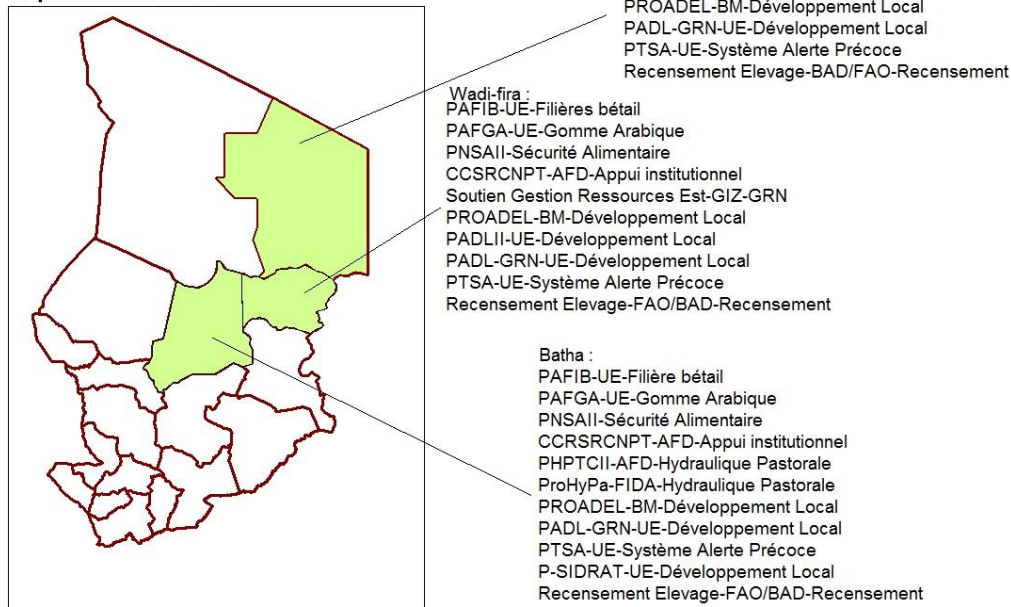 PROADEL-BM-Développement Local
PADL-GRN-UE-Développement Local
PTSA-UE-Système Alerte Précoce
Recensement Elevage-BAD/FAO-Recensement
Wadi-fira :
PAFIB-UE-Filières bétail
PAFGA-UE-Gomme Arabique
PNSAII-Sécurité Alimentaire
CCSRCNPT-AFD-Appui institutionnel
Soutien Gestion Ressources Est-GIZ-GRN
PROADEL-BM-Développement Local
PADLII-UE-Développement Local
PADL-GRN-UE-Développement Local
PTSA-UE-Système Alerte Précoce
Recensement Elevage-FAO/BAD-Recensement
Batha :
PAFIB-UE-Filière bétail
PAFGA-UE-Gomme Arabique
PNSAII-Sécurité Alimentaire
CCRSRCNPT-AFD-Appui institutionnel
PHPTCII-AFD-Hydraulique Pastorale
ProHyPa-FIDA-Hydraulique Pastorale
PROADEL-BM-Développement Local
PADL-GRN-UE-Développement Local
PTSA-UE-Système Alerte Précoce
P-SIDRAT-UE-Développement Local
Recensement Elevage-FAO/BAD-Recensement